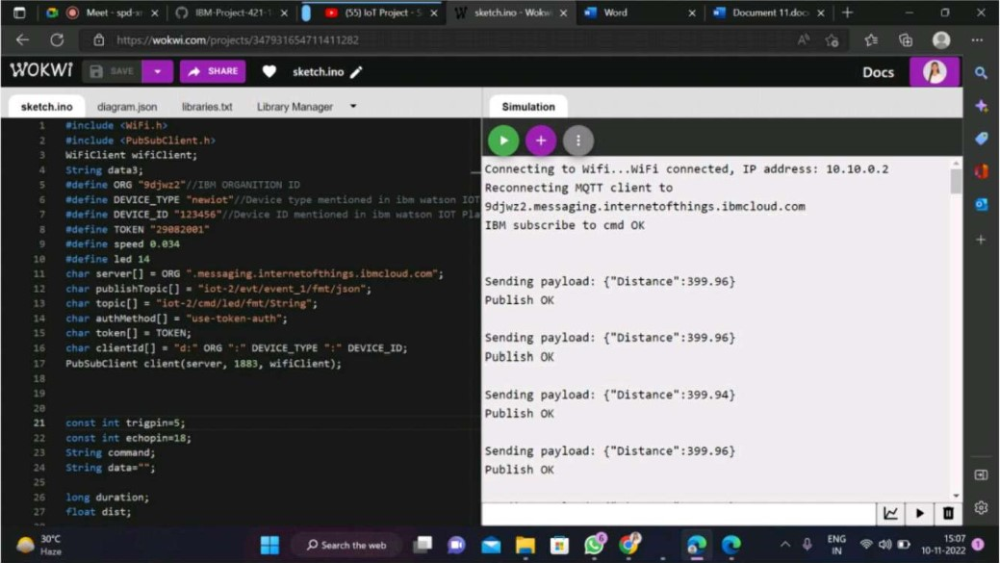 Meet - spd-x
IBM-Project-421-1
(55) IoT Project - S
sketch.ino - Wokwi
Word
Document 11.doc
https://wokwi.com/projects/347931654711411282
WOKWI
SAVE
SHARE
sketch.ino
Docs
sketch.ino
diagram.json
libraries.txt
Library Manager
Simulation
1 #include <WiFi.h>
2 #include <PubSubClient.h>
3 WiFiClient wifiClient;
4 String data3;
5 #define ORG "9djwz2"//IBM ORGANITION ID
6 #define DEVICE_TYPE "newiot"//Device type mentioned in ibm watson IOT
7 #define DEVICE_ID "123456"//Device ID mentioned in ibm watson IOT Pla
8 #define TOKEN "29082001"
9 #define speed 0.034
10 #define led 14
11 char server[] = ORG ".messaging.internetofthings.ibmcloud.com";
12 char publishTopic[] = "iot-2/evt/event_1/fmt/json";
13 char topic[] = "iot-2/cmd/led/fmt/String";
14 char authMethod[] = "use-token-auth";
15 char token[] = TOKEN;
16 char clientId[] = "d:" ORG ":" DEVICE_TYPE ":" DEVICE_ID;
17 PubSubClient client(server, 1883, wifiClient);
18
19
20
21 const int trigpin=5;
22 const int echopin=18;
23 String command;
24 String data="";
25
26 long duration;
27 float dist;
Connecting to Wifi...WiFi connected, IP address: 10.10.0.2
Reconnecting MQTT client to
9djwz2.messaging.internetofthings.ibmcloud.com
IBM subscribe to cmd OK
Sending payload: {"Distance":399.96}
Publish OK
Sending payload: {"Distance":399.96}
Publish OK
Sending payload: {"Distance":399.94}
Publish OK
Sending payload: {"Distance":399.96}
Publish OK
30°C
Haze
Search the web
6
ENG
IN
15:07
10-11-2022
1